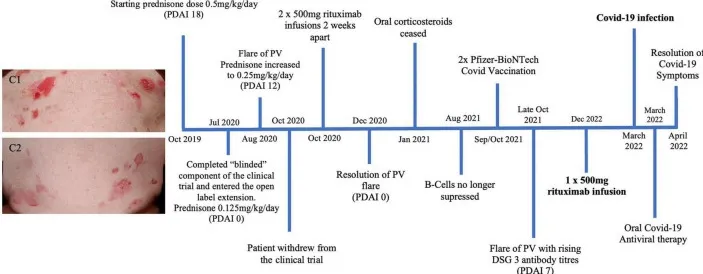 Starting prednisone dose 0.5mg/kg/day
(PDAI 18)
2 x 500mg rituximab
infusions 2 weeks
apart
Oral corticosteroids
ceased
Covid-19 infection
Flare of PV
Prednisone increased
to 0.25mg/kg/day
(PDAI 12)
2x Pfizer-BioNTech
Covid Vaccination
Resolution of
Covid-19
Symptoms
C1
C2
Oct 2019
Jul 2020
Aug 2020
Oct 2020
Oct 2020
Dec 2020
Jan 2021
Aug 2021
Sep/Oct 2021
Late Oct
2021
Dec 2022
March
2022
March
2022
April
2022
Completed “blinded”
component of the clinical
trial and entered the open
label extension.
Prednisone 0.125mg/kg/day
(PDAI 0)
Resolution of PV
flare
(PDAI 0)
B-Cells no longer
supressed
1 x 500mg
rituximab infusion
Patient withdrew from
the clinical trial
Flare of PV with rising
DSG 3 antibody titres
(PDAI 7)
Oral Covid-19
Antiviral therapy